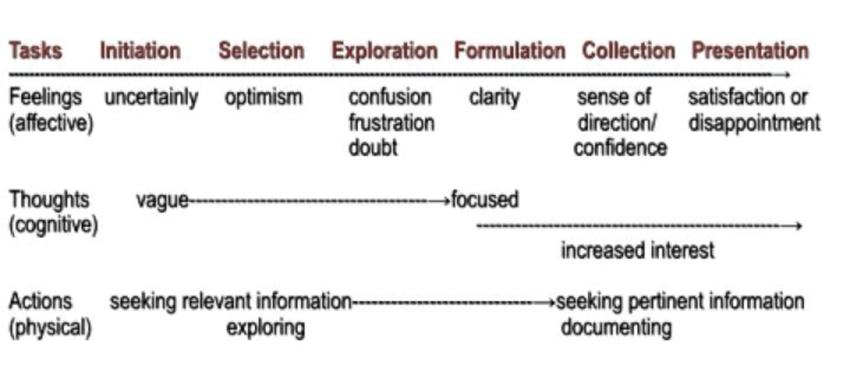 Tasks Initiation Selection Exploration Formulation Collection Presentation
Feelings uncertainly optimism confusion clarity sense of satisfaction or
(affective) frustration direction/ disappointment
doubt confidence
Thoughts vague focused
(cognitive)
increased interest
Actions seeking relevant information seeking pertinent information
(physical) exploring documenting